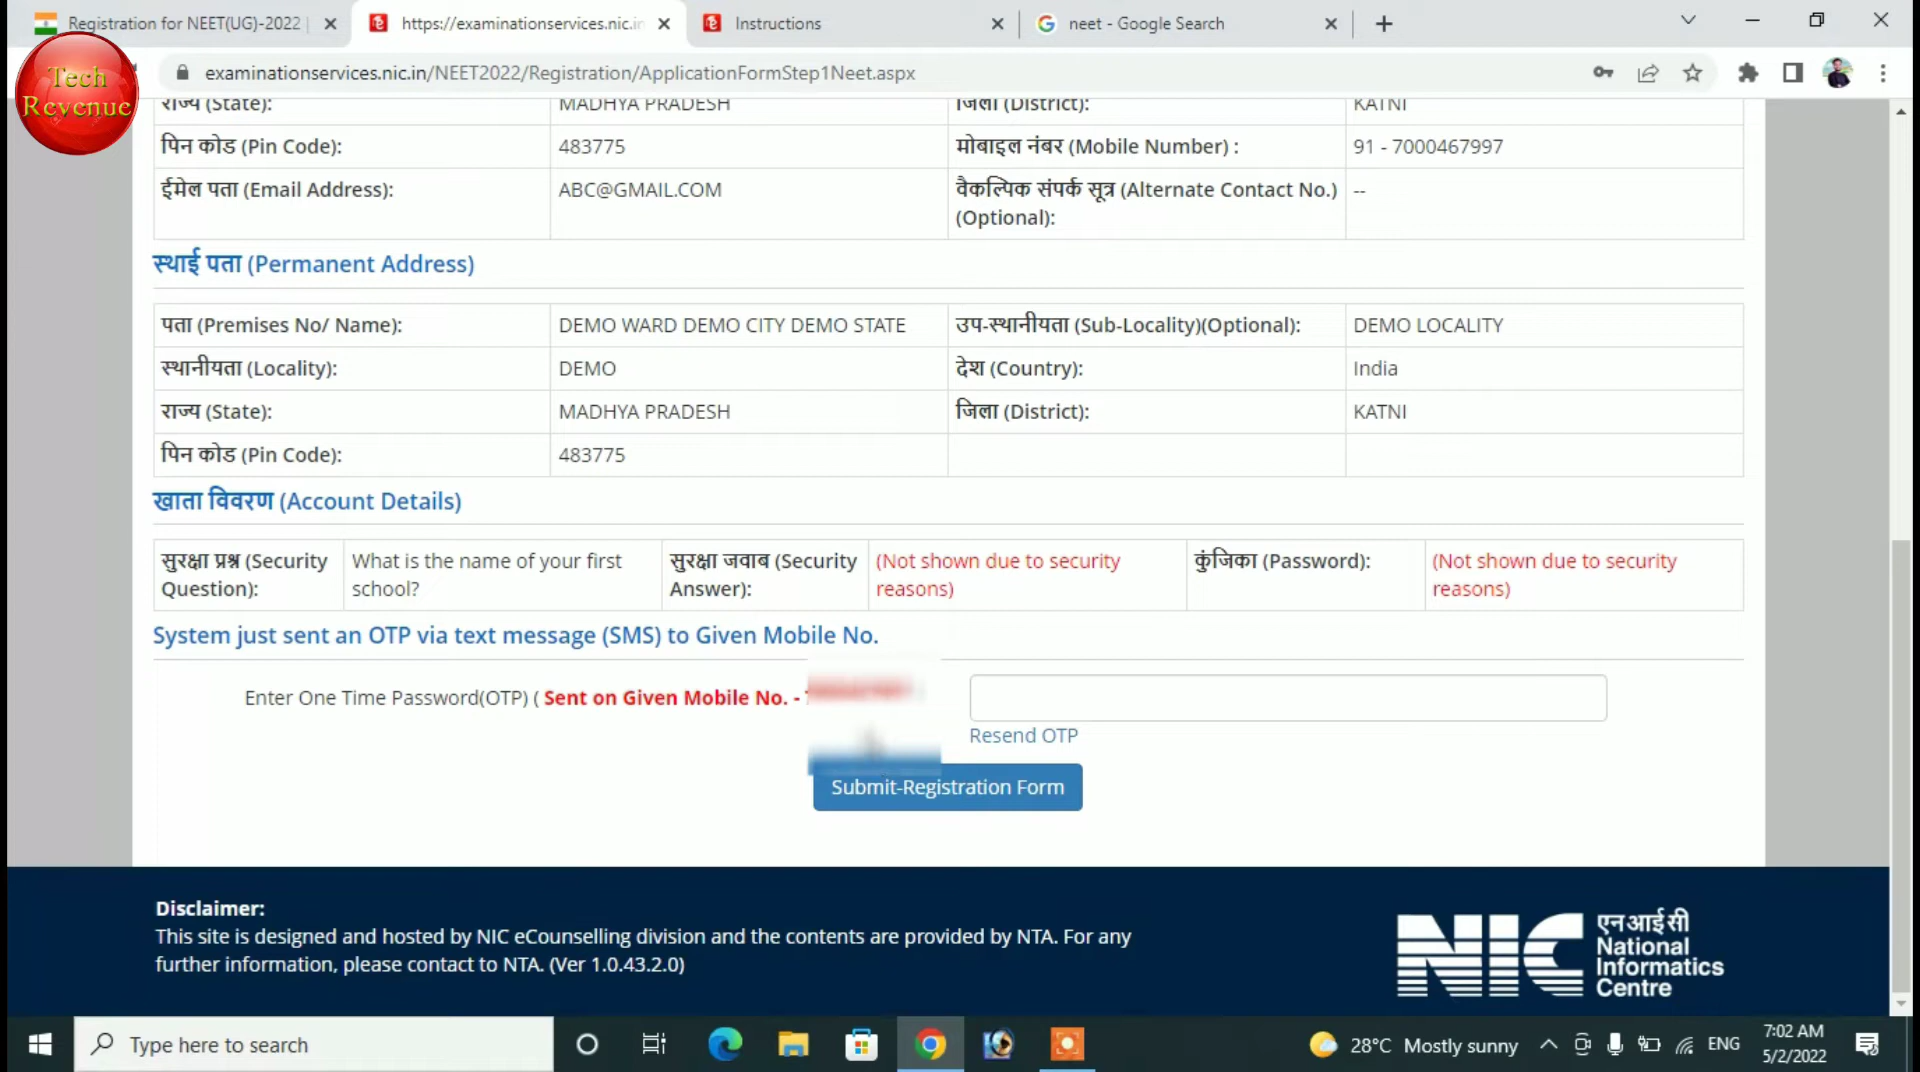 Registration for NEET(UG)-2022 |
https://examinationservices.nic.in
Instructions
neet - Google Search
Tech
Revenue
examinationservices.nic.in/NEET2022/Registration/ApplicationFormStep1Neet.aspx
राज्य (State): MADHYA PRADESH जिला (District): KATNI
पिन कोड (Pin Code): 483775 मोबाइल नंबर (Mobile Number) : 91 - 7000467997
ईमेल पता (Email Address): ABC@GMAIL.COM वैकल्पिक संपर्क सूत्र (Alternate Contact No.) --
(Optional):
स्थाई पता (Permanent Address)
पता (Premises No/ Name): DEMO WARD DEMO CITY DEMO STATE उप-स्थानीयता (Sub-Locality)(Optional): DEMO LOCALITY
स्थानीयता (Locality): DEMO देश (Country): India
राज्य (State): MADHYA PRADESH जिला (District): KATNI
पिन कोड (Pin Code): 483775
खाता विवरण (Account Details)
सुरक्षा प्रश्न (Security What is the name of your first सुरक्षा जवाब (Security (Not shown due to security कुंजिका (Password): (Not shown due to security
Question): school? Answer): reasons) reasons)
System just sent an OTP via text message (SMS) to Given Mobile No.
Enter One Time Password(OTP) ( Sent on Given Mobile No. -
Resend OTP
Submit-Registration Form
Disclaimer:
This site is designed and hosted by NIC eCounselling division and the contents are provided by NTA. For any
further information, please contact to NTA. (Ver 1.0.43.2.0)
NIC
एनआईसी
National
Informatics
Centre
Type here to search
28°C Mostly sunny
ENG
7:02 AM
5/2/2022